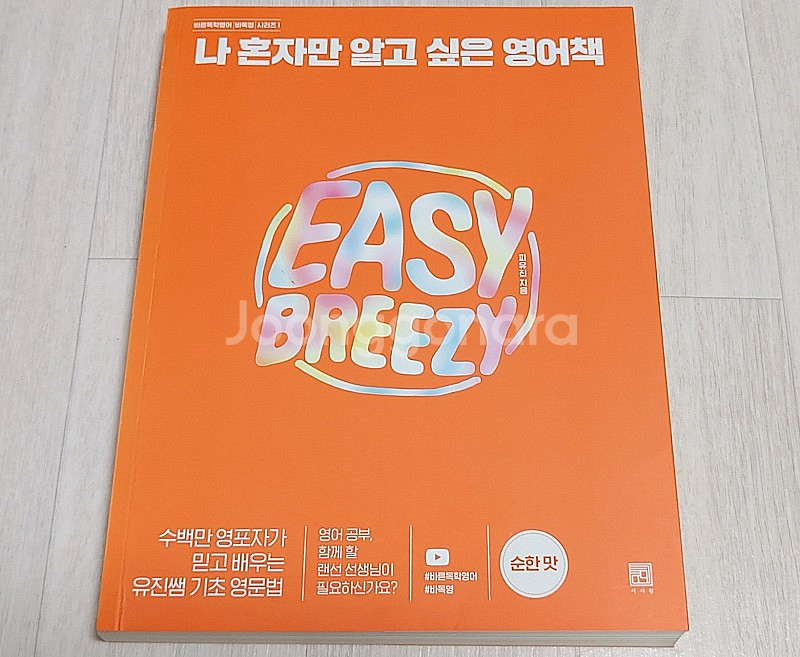 바른독학영어 바독영 시리즈 1
나 혼자만 알고 싶은 영어책
EASY
BREEZY
피유진 지음
Joonggonara
수백만 영포자가
믿고 배우는
유진쌤 기초 영문법
영어 공부,
함께 할
랜선 선생님이
필요하신가요?
#바른독학영어
#바독영
순한 맛
서사원